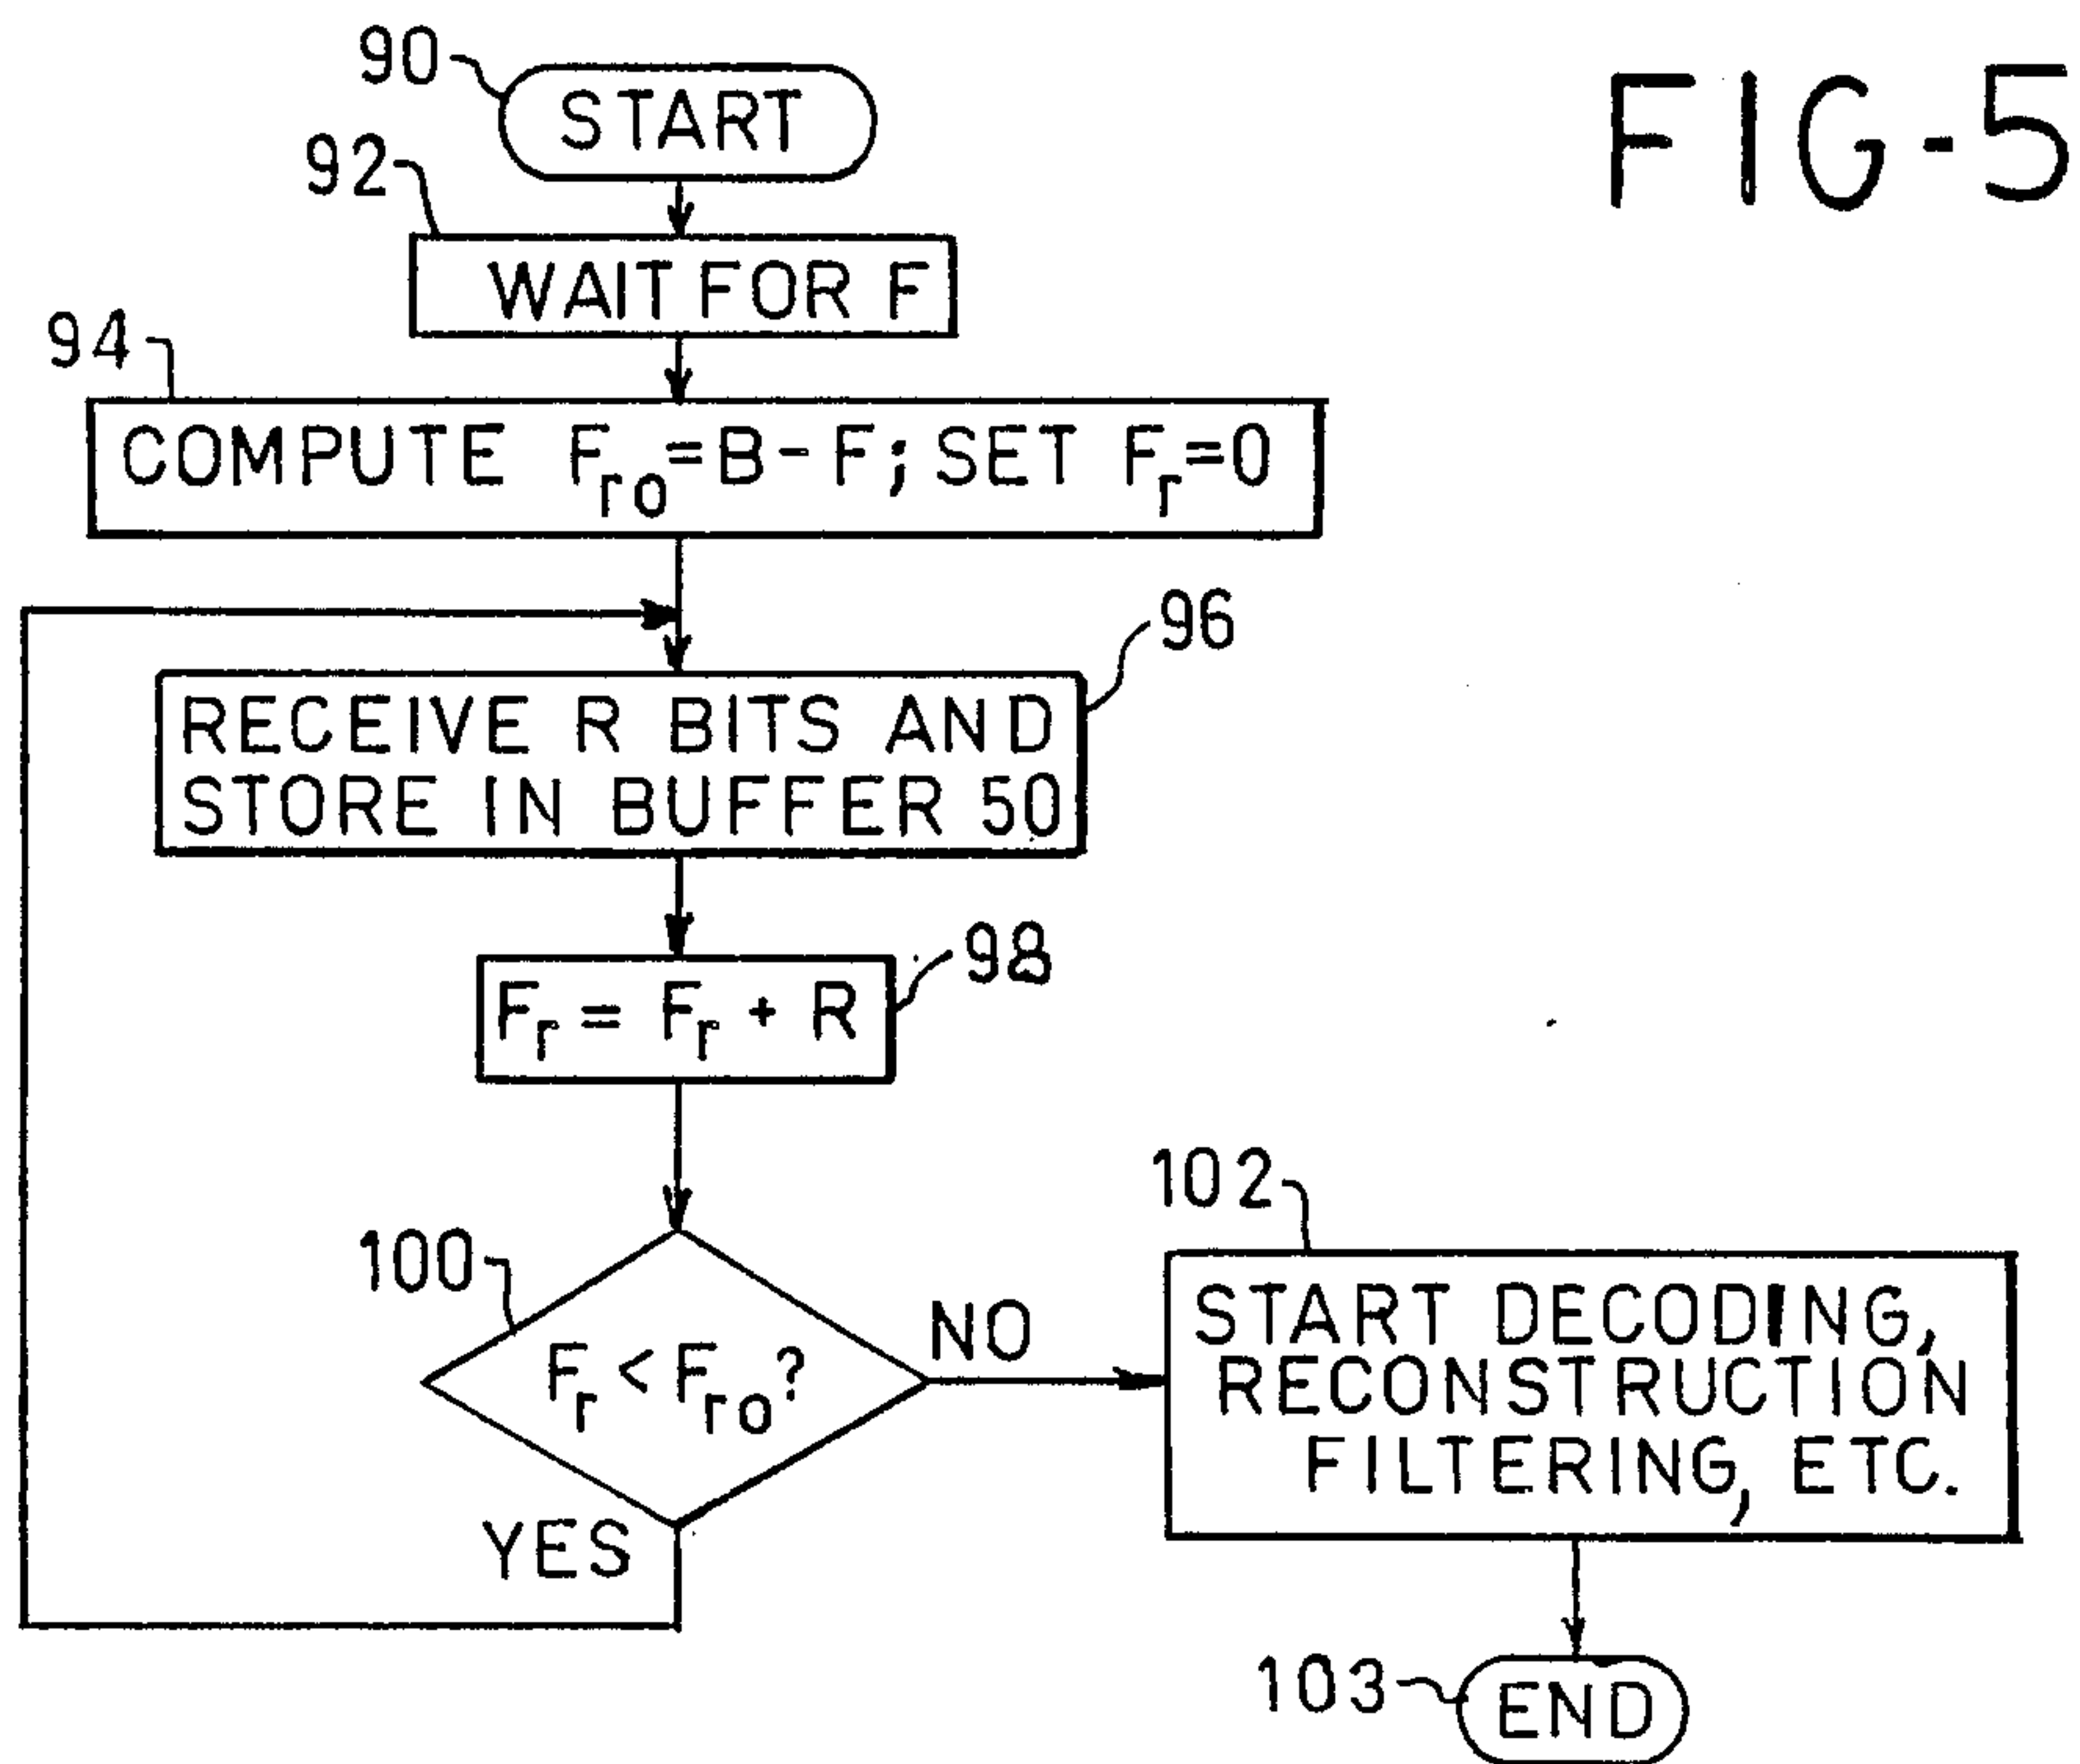 FIG-5
90
START
92
WAIT FOR F
94
COMPUTE F_ro=B-F; SET F_r=0
96
RECEIVE R BITS AND
STORE IN BUFFER 50
98
F_r = F_r + R
100
F_r < F_ro?
NO
YES
102
START DECODING,
RECONSTRUCTION
FILTERING, ETC.
103
END